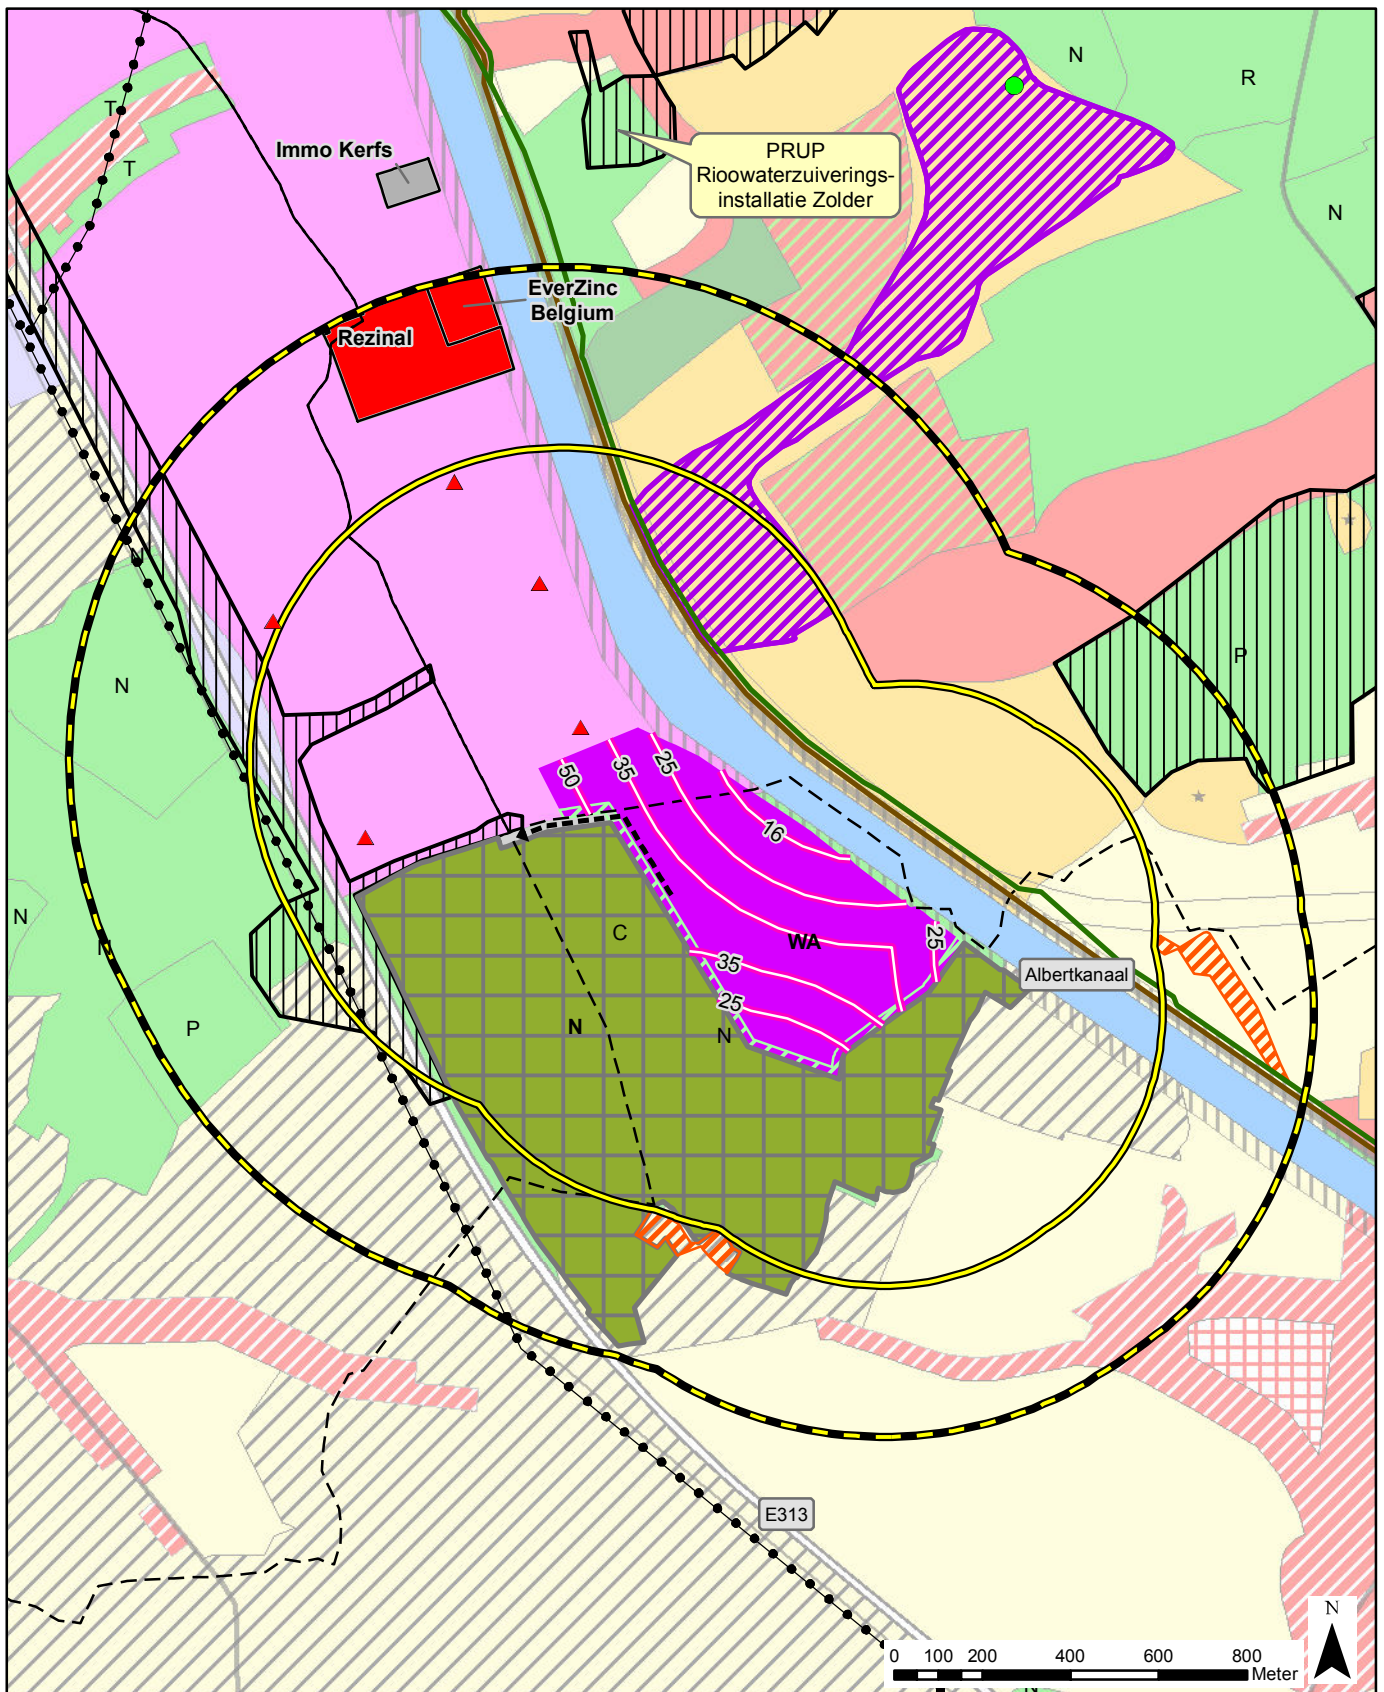 N
R
T
T
Immo Kerfs
PRUP
Rioowaterzuiverings-
installatie Zolder
N
EverZinc
Belgium
Rezinal
N
P
N
50
35
25
16
N
C
WA
25
N
35
Albertkanaal
25
P
N
N
E313
N
0 100 200 400 600 800
Meter
N